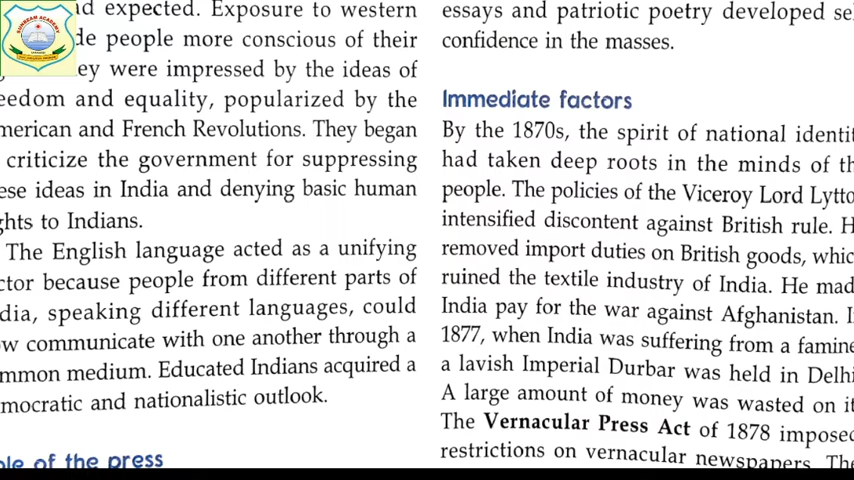 SUNBEAM ACADEMY
d expected. Exposure to western
de people more conscious of their
ey were impressed by the ideas of
eedom and equality, popularized by the
merican and French Revolutions. They began
criticize the government for suppressing
ese ideas in India and denying basic human
ghts to Indians.
The English language acted as a unifying
ctor because people from different parts of
dia, speaking different languages, could
ow communicate with one another through a
mmon medium. Educated Indians acquired a
mocratic and nationalistic outlook.
ole of the press
essays and patriotic poetry developed sel
confidence in the masses.
Immediate factors
By the 1870s, the spirit of national identit
had taken deep roots in the minds of th
people. The policies of the Viceroy Lord Lytto
intensified discontent against British rule. H
removed import duties on British goods, whic
ruined the textile industry of India. He mad
India pay for the war against Afghanistan. I
1877, when India was suffering from a famine
a lavish Imperial Durbar was held in Delhi
A large amount of money was wasted on it
The Vernacular Press Act of 1878 imposed
restrictions on vernacular newspapers. The